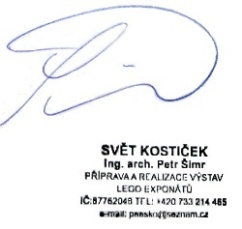 SVĚT KOSTIČEK
Ing. arch. Petr Šimr
PŘÍPRAVA A REALIZACE VÝSTAV
LEGO EXPONÁTŮ
IČ:87762048 TEL: +420 733 214 485
e-mail: